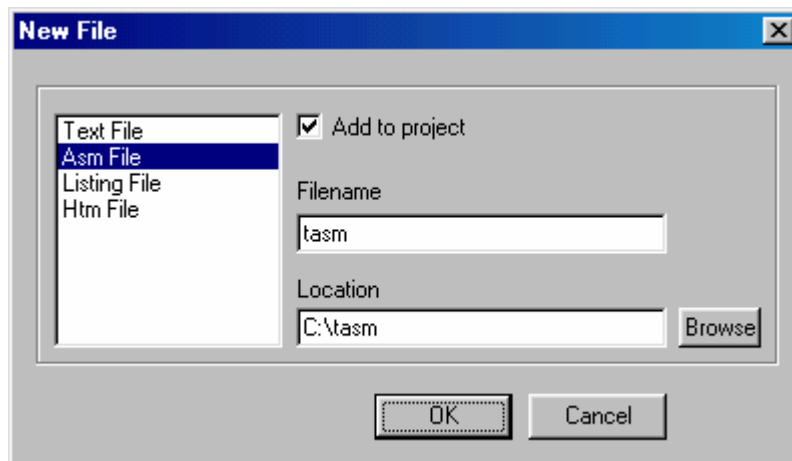 New File
Text File
Asm File
Listing File
Htm File
Add to project
Filename
tasm
Location
C:\tasm
Browse
OK
Cancel